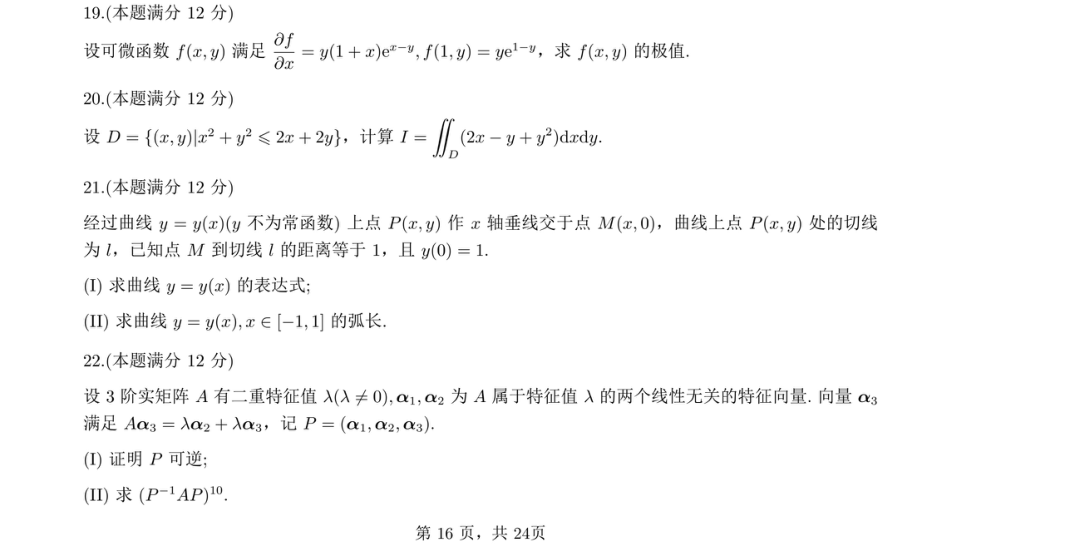 19.(本题满分 12 分)
设可微函数 f(x, y) 满足 ∂f/∂x = y(1 + x)e^{x−y}, f(1, y) = ye^{1−y}，求 f(x, y) 的极值.
20.(本题满分 12 分)
设 D = {(x, y)|x² + y² ⩽ 2x + 2y}，计算 I = ∬_D (2x − y + y²)dxdy.
21.(本题满分 12 分)
经过曲线 y = y(x)(y 不为常函数) 上点 P(x, y) 作 x 轴垂线交于点 M(x, 0)，曲线上点 P(x, y) 处的切线
为 l，已知点 M 到切线 l 的距离等于 1，且 y(0) = 1.
(I) 求曲线 y = y(x) 的表达式;
(II) 求曲线 y = y(x), x ∈ [−1, 1] 的弧长.
22.(本题满分 12 分)
设 3 阶实矩阵 A 有二重特征值 λ(λ ≠ 0), α₁, α₂ 为 A 属于特征值 λ 的两个线性无关的特征向量. 向量 α₃
满足 Aα₃ = λα₂ + λα₃，记 P = (α₁, α₂, α₃).
(I) 证明 P 可逆;
(II) 求 (P⁻¹AP)¹⁰.
第 16 页，共 24页